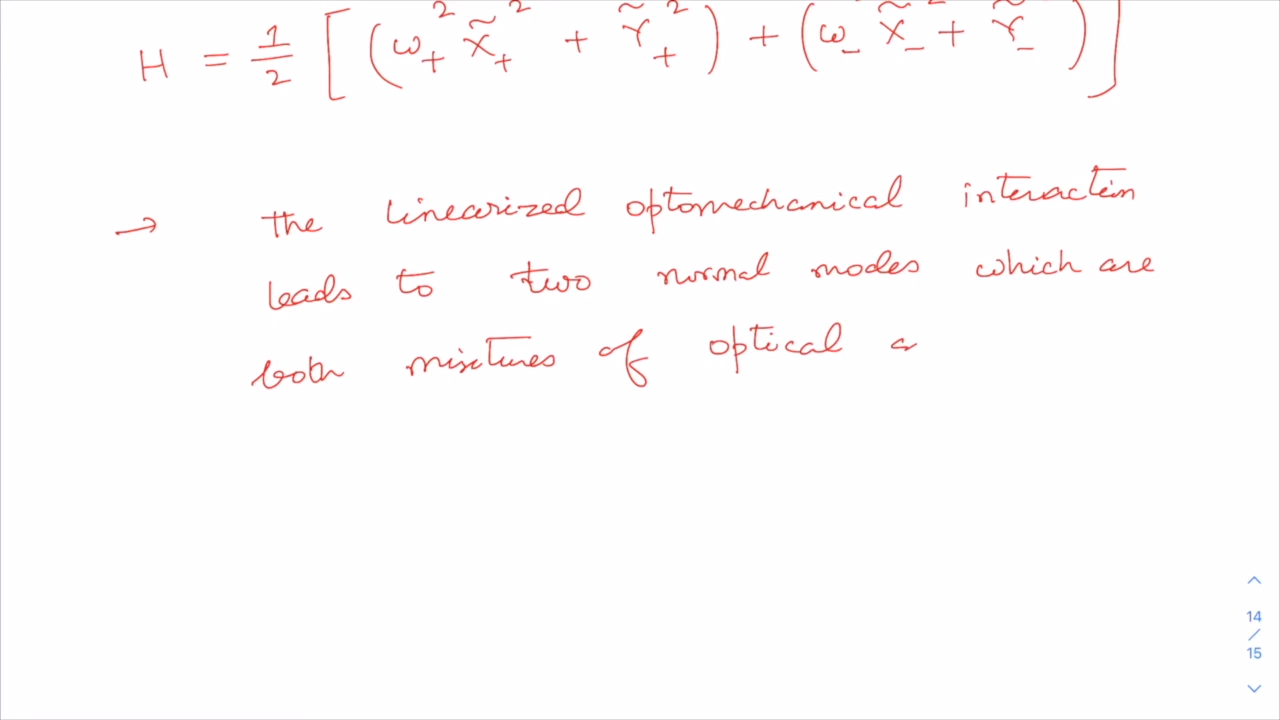 H = 1/2 [ (ω₊² x̃₊² + Ỹ₊²) + (ω₋ x̃₋² + Ỹ₋) ]
→ the linearized optomechanical interaction
leads to two normal modes which are
both mixtures of optical a
14
/
15